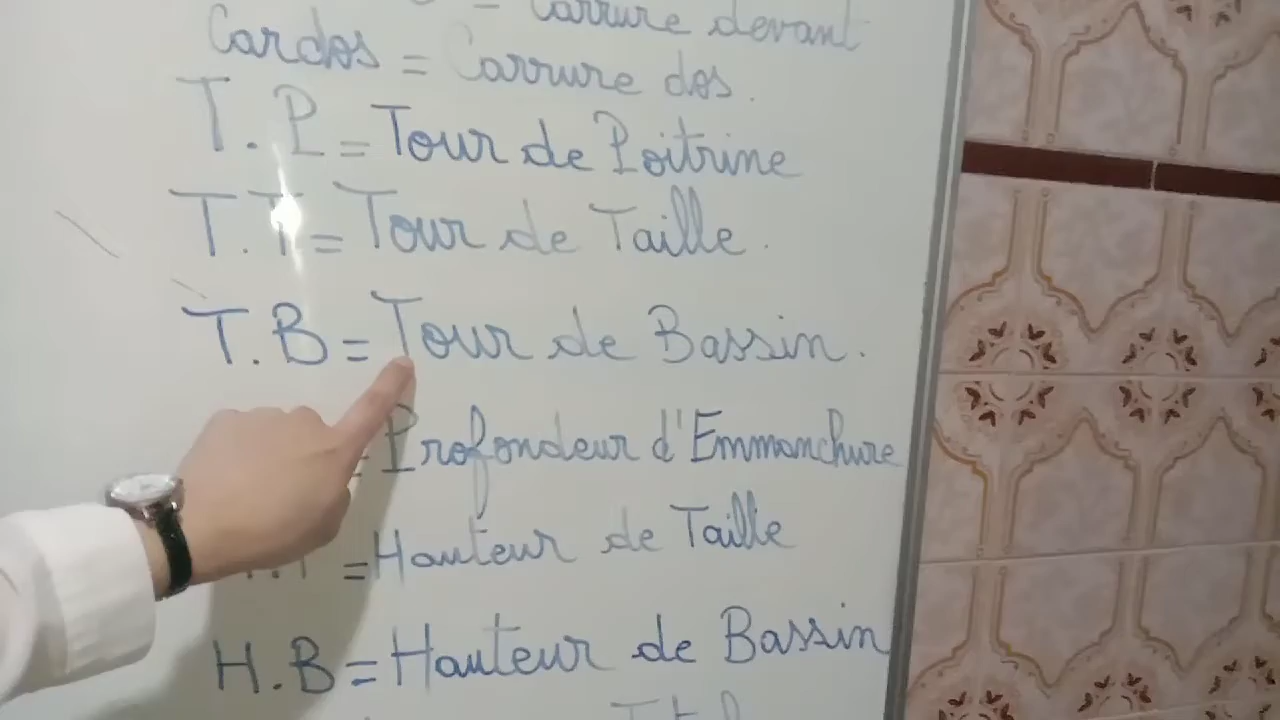 = Carrure devant
Cardos = Carrure dos.
T.P = Tour de Poitrine
T.T = Tour de Taille.
T.B = Tour de Bassin.
= Profondeur d'Emmanchure
= Hauteur de Taille
H.B = Hauteur de Bassin